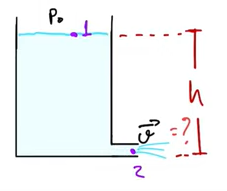 P₀
1
h
v⃗ = ?
2